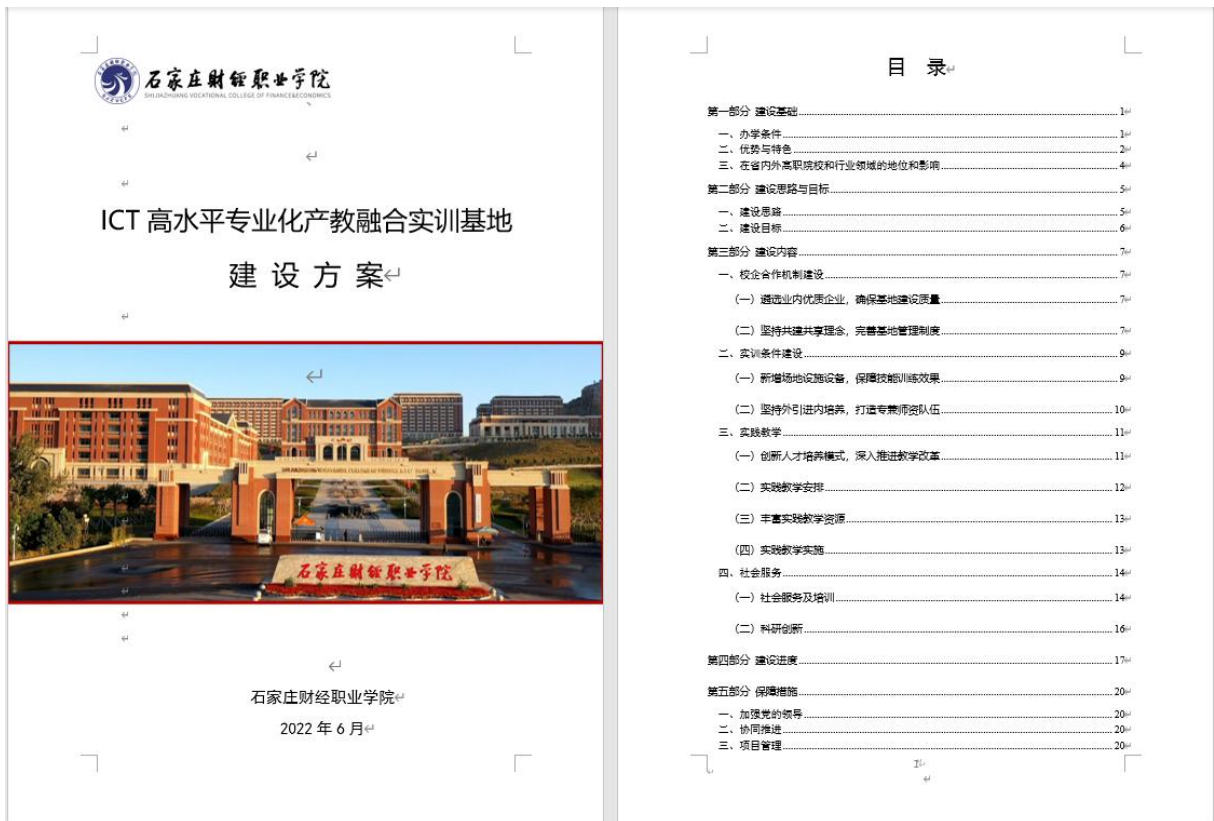 石家庄财经职业学院
SHIJIAZHUANG VOCATIONAL COLLEGE OF FINANCE&ECONOMICS
ICT 高水平专业化产教融合实训基地
建 设 方 案
石家庄财经职业学院
石家庄财经职业学院
2022 年 6 月
目 录
第一部分 建设基础 1
一、办学条件 1
二、优势与特色 2
三、在省内外高职院校和行业领域的地位和影响 4
第二部分 建设思路与目标 5
一、建设思路 5
二、建设目标 6
第三部分 建设内容 7
一、校企合作机制建设 7
（一）遴选业内优质企业，确保基地建设质量 7
（二）坚持共建共享理念，完善基地管理制度 7
二、实训条件建设 9
（一）新增场地设施设备，保障技能训练效果 9
（二）坚持外引进内培养，打造专兼师资队伍 10
三、实践教学 11
（一）创新人才培养模式，深入推进教学改革 11
（二）实践教学安排 12
（三）丰富实践教学资源 13
（四）实践教学实施 13
四、社会服务 14
（一）社会服务及培训 14
（二）科研创新 16
第四部分 建设进度 17
第五部分 保障措施 20
一、加强党的领导 20
二、协同推进 20
三、项目管理 20
I